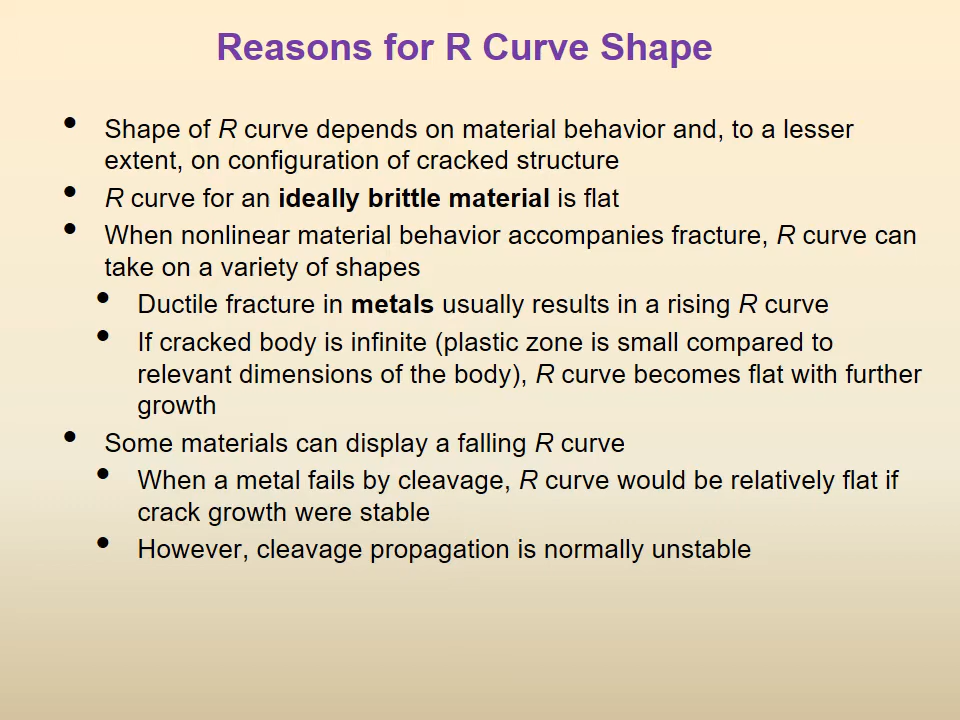 Reasons for R Curve Shape
• Shape of R curve depends on material behavior and, to a lesser
extent, on configuration of cracked structure
• R curve for an ideally brittle material is flat
• When nonlinear material behavior accompanies fracture, R curve can
take on a variety of shapes
• Ductile fracture in metals usually results in a rising R curve
• If cracked body is infinite (plastic zone is small compared to
relevant dimensions of the body), R curve becomes flat with further
growth
• Some materials can display a falling R curve
• When a metal fails by cleavage, R curve would be relatively flat if
crack growth were stable
• However, cleavage propagation is normally unstable